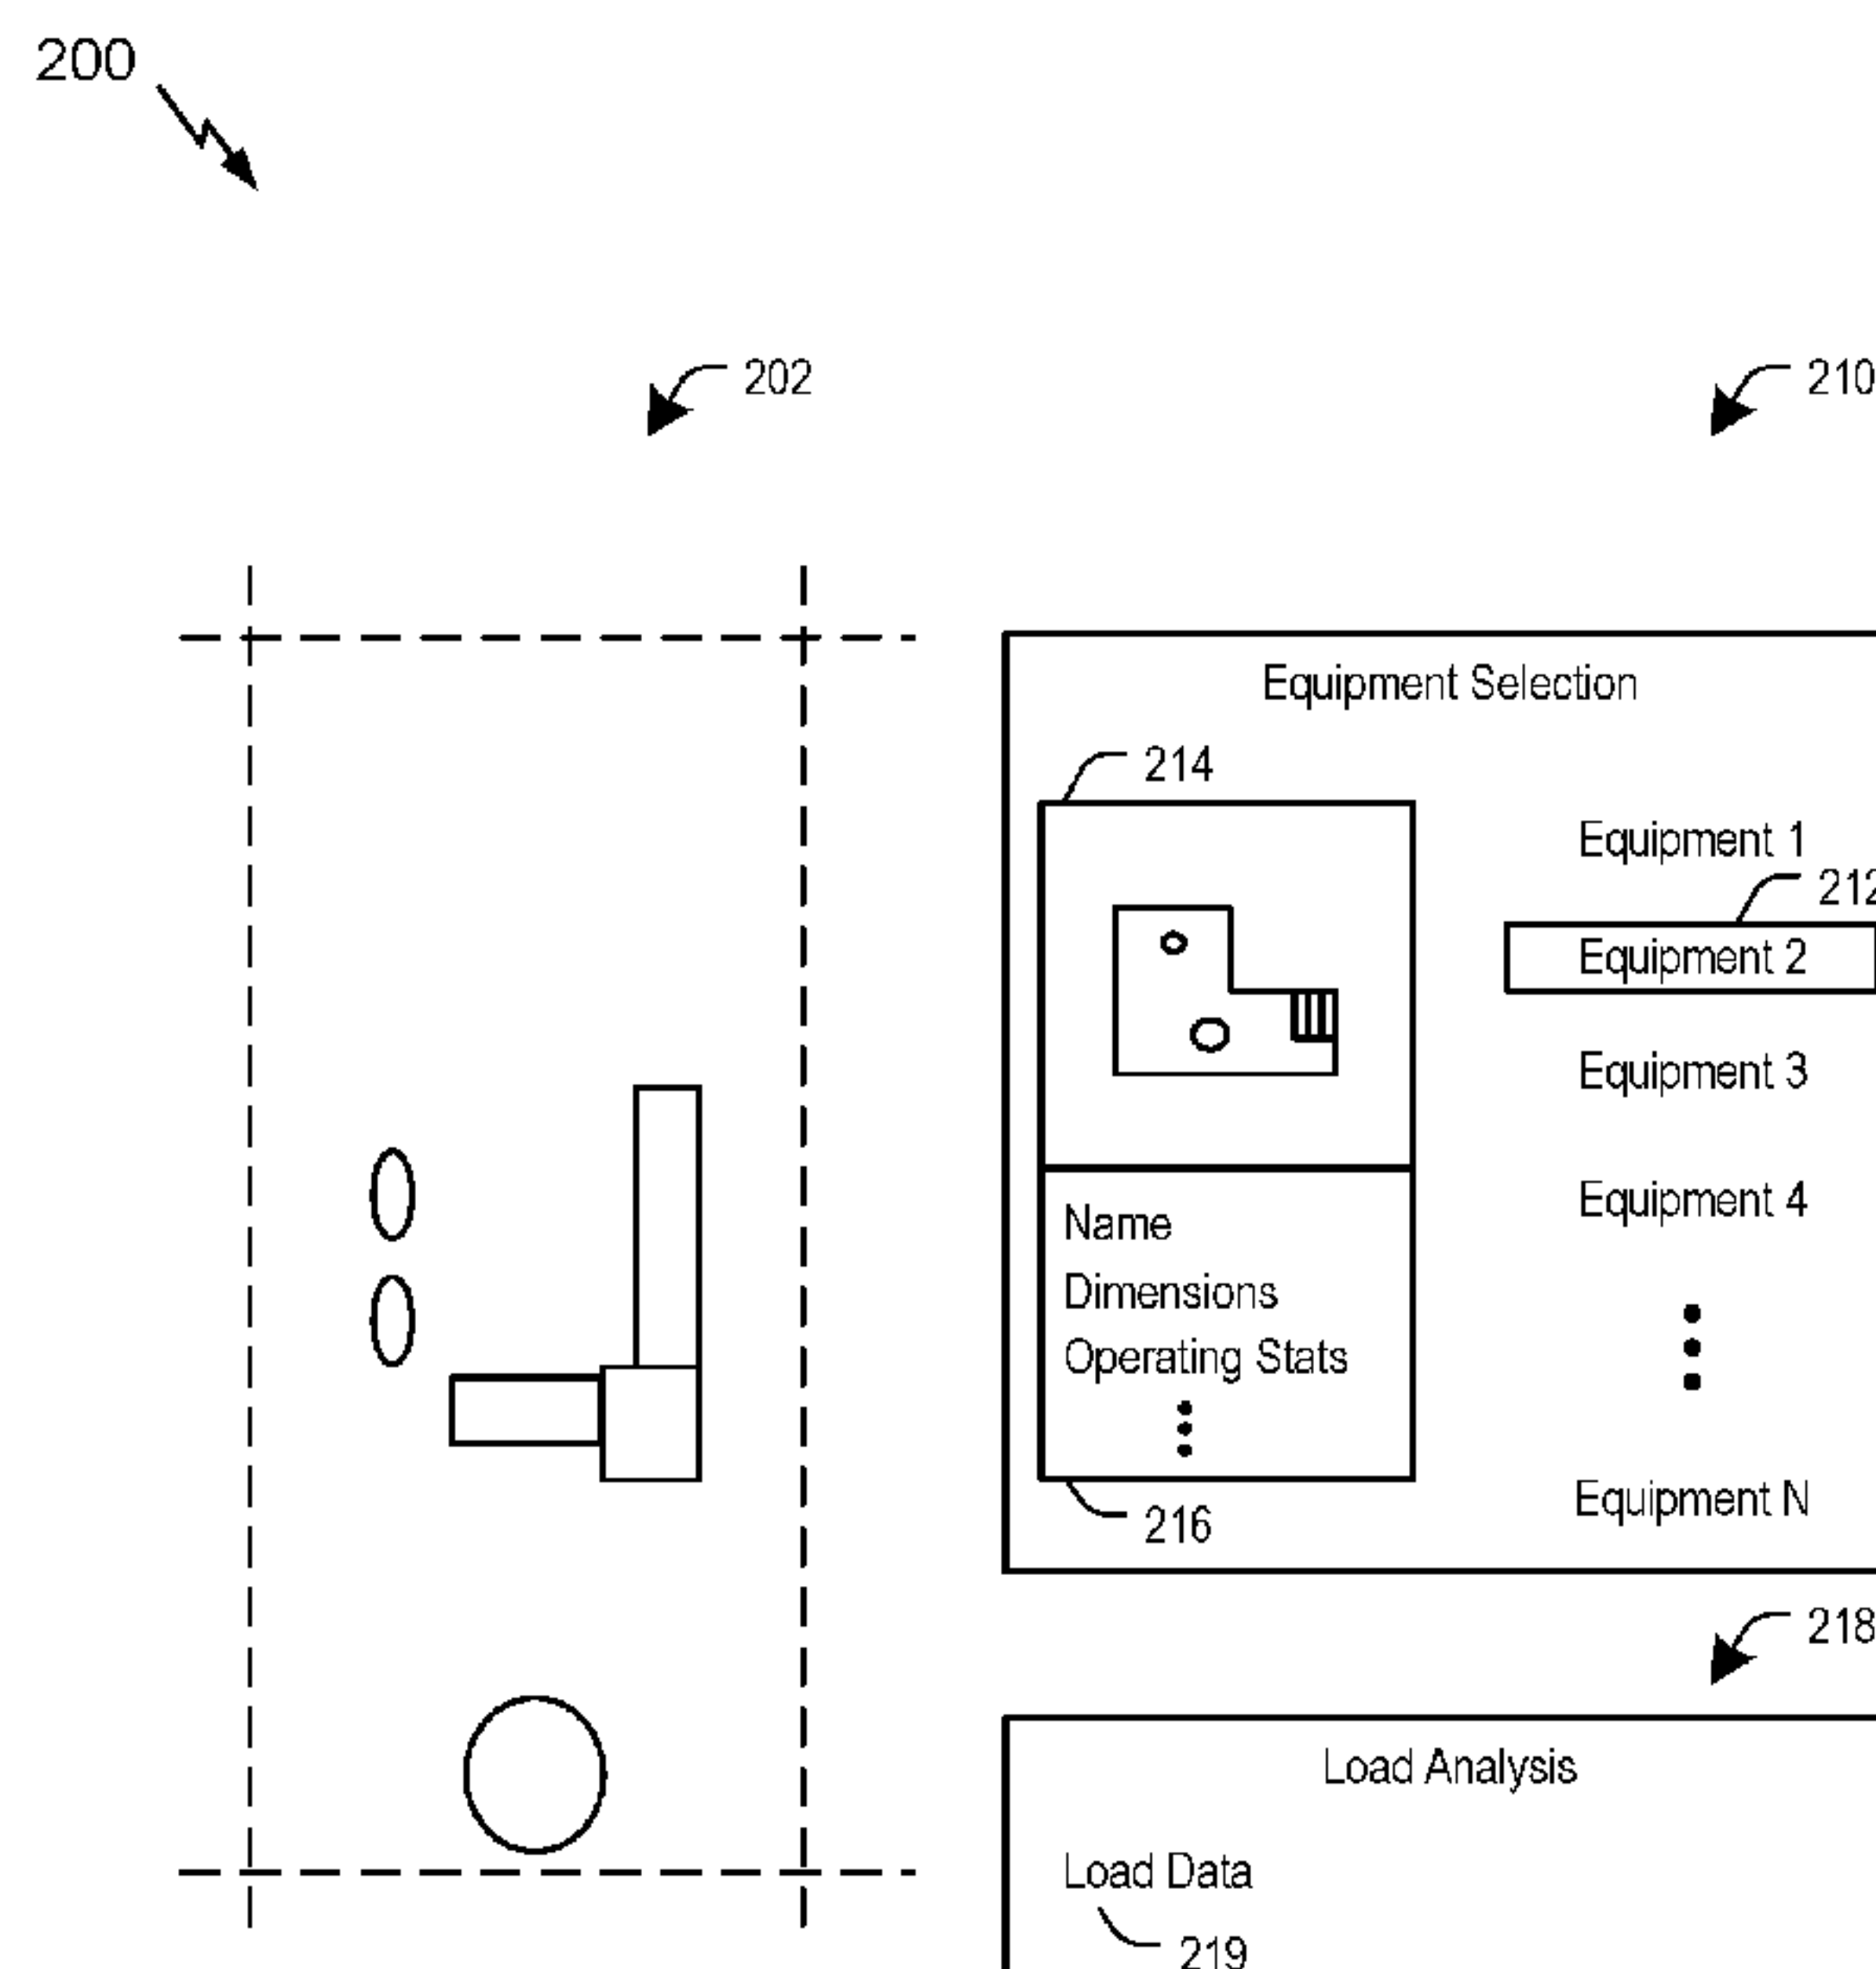 200
202
210
Equipment Selection
214
Equipment 1
212
Equipment 2
Equipment 3
Equipment 4
Name
Dimensions
Operating Stats
Equipment N
216
218
Load Analysis
Load Data
219